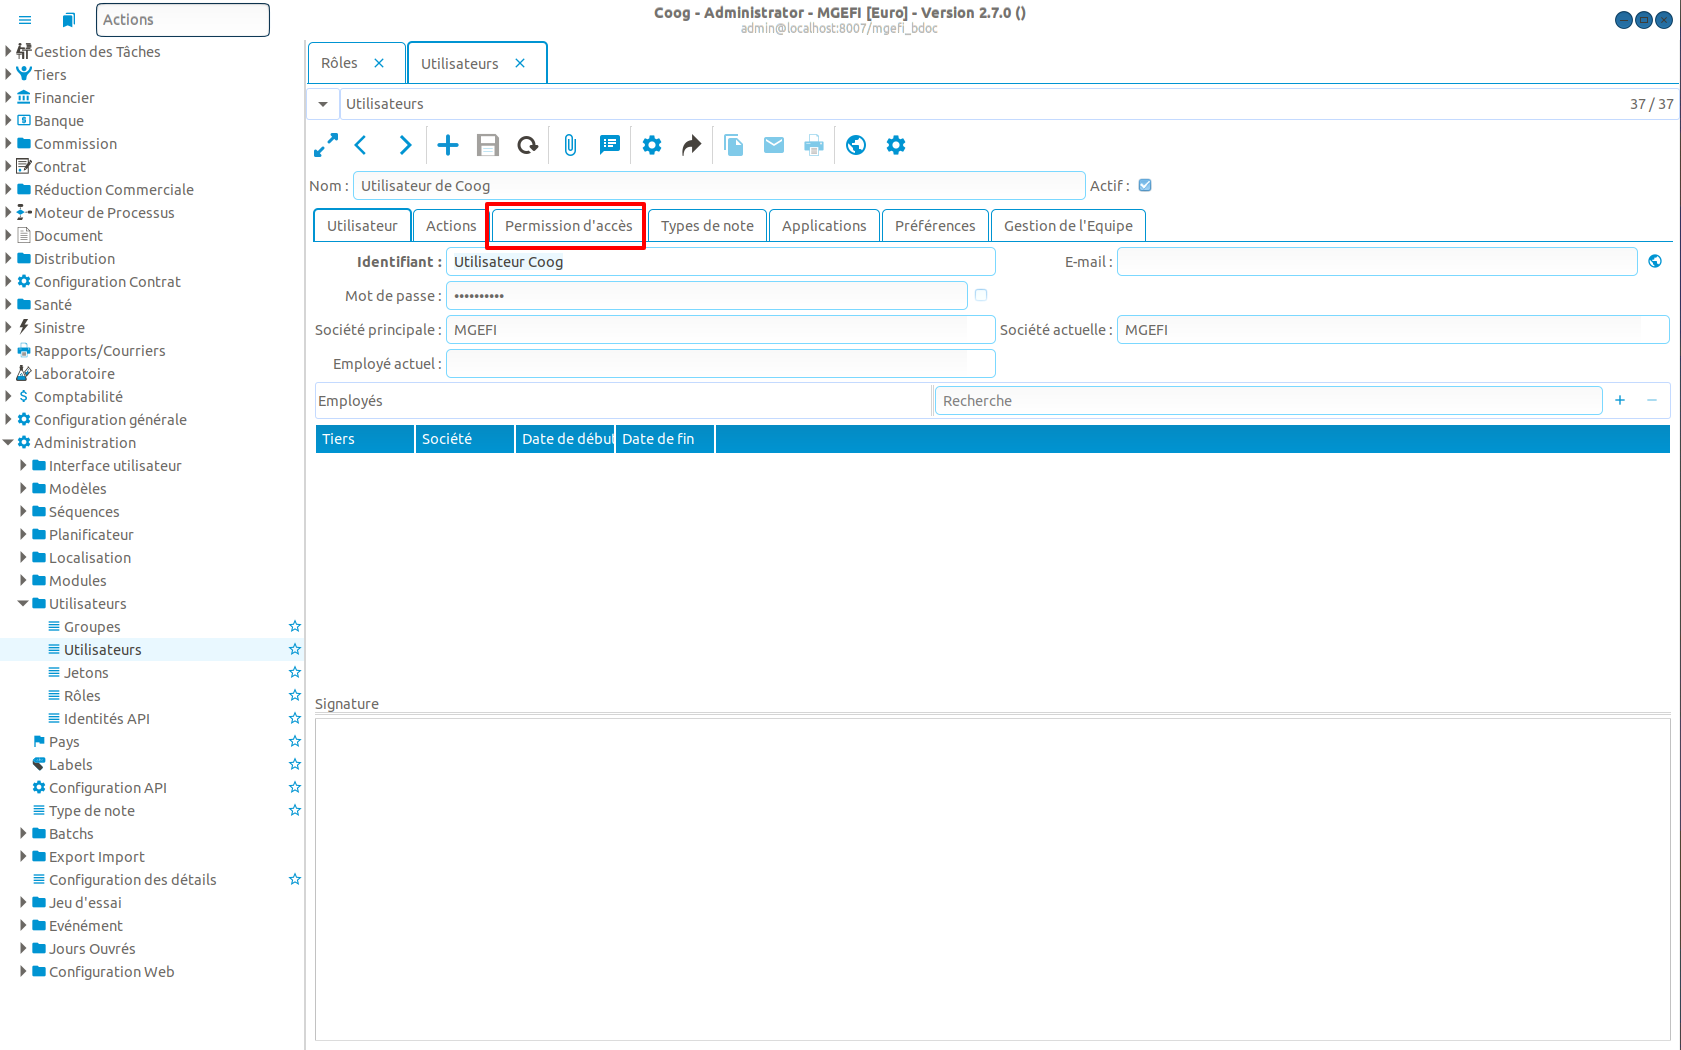 Coog - Administrator - MGEFI [Euro] - Version 2.7.0 ()
admin@localhost:8007/mgefi_bdoc
Actions
Gestion des Tâches
Tiers
Financier
Banque
Commission
Contrat
Réduction Commerciale
Moteur de Processus
Document
Distribution
Configuration Contrat
Santé
Sinistre
Rapports/Courriers
Laboratoire
Comptabilité
Configuration générale
Administration
Interface utilisateur
Modèles
Séquences
Planificateur
Localisation
Modules
Utilisateurs
Groupes
Utilisateurs
Jetons
Rôles
Identités API
Pays
Labels
Configuration API
Type de note
Batchs
Export Import
Configuration des détails
Jeu d'essai
Evénément
Jours Ouvrés
Configuration Web
Rôles Utilisateurs
Utilisateurs 37 / 37
Nom : Utilisateur de Coog Actif :
Utilisateur Actions Permission d'accès Types de note Applications Préférences Gestion de l'Equipe
Identifiant : Utilisateur Coog E-mail :
Mot de passe : ••••••••••
Société principale : MGEFI Société actuelle : MGEFI
Employé actuel :
Employés Recherche
Tiers Société Date de début Date de fin
Signature